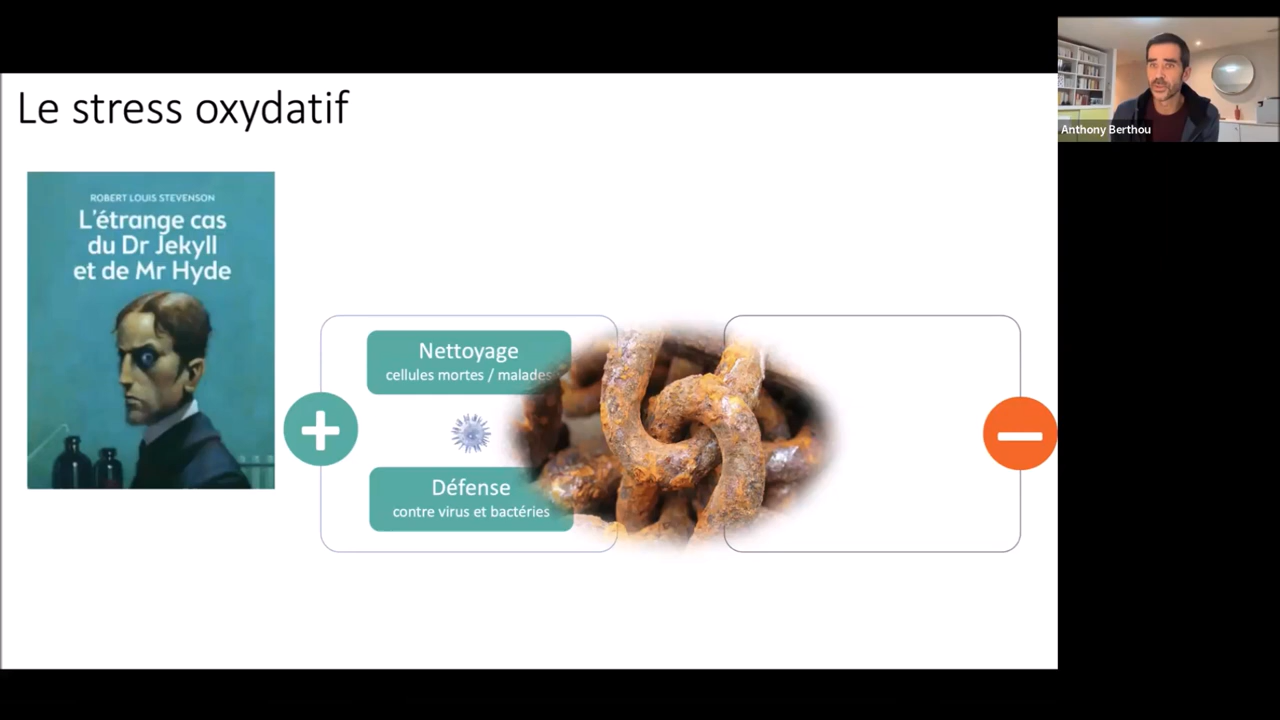 Le stress oxydatif
ROBERT LOUIS STEVENSON
L'étrange cas
du Dr Jekyll
et de Mr Hyde
Nettoyage
cellules mortes / malades
Défense
contre virus et bactéries
Anthony Berthou